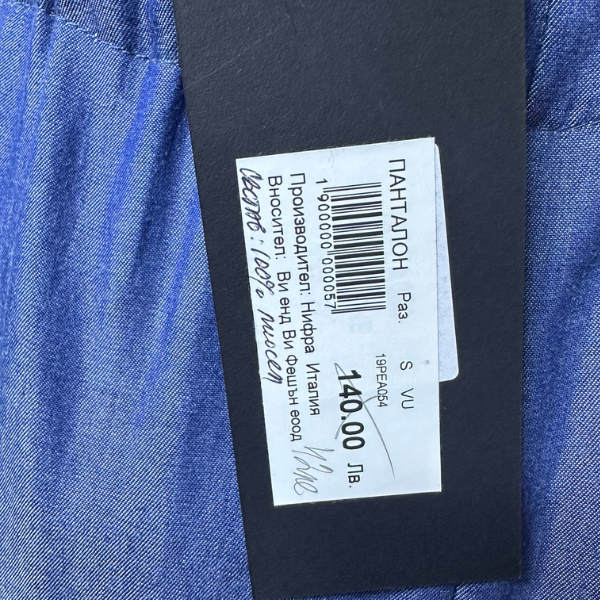 ПАНТАЛОН Раз. S VU
19PEA054
1 900000 000057
140.00 Лв.
Производител: Нифра Италия
Вносител: Ви енд Ви Фешън еоод
състав: 100% тиосел